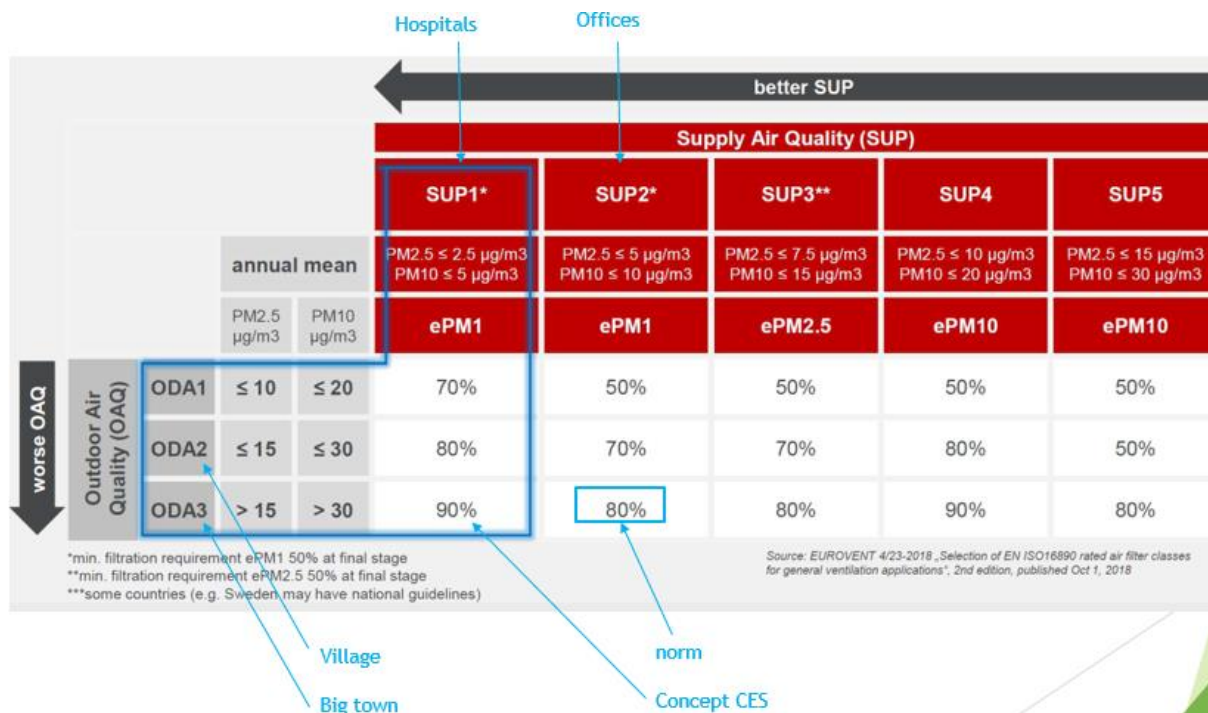 Hospitals
Offices
better SUP
Supply Air Quality (SUP)
SUP1*
SUP2*
SUP3**
SUP4
SUP5
annual mean
PM2.5 ≤ 2.5 µg/m3
PM10 ≤ 5 µg/m3
PM2.5 ≤ 5 µg/m3
PM10 ≤ 10 µg/m3
PM2.5 ≤ 7.5 µg/m3
PM10 ≤ 15 µg/m3
PM2.5 ≤ 10 µg/m3
PM10 ≤ 20 µg/m3
PM2.5 ≤ 15 µg/m3
PM10 ≤ 30 µg/m3
PM2.5
µg/m3
PM10
µg/m3
ePM1
ePM1
ePM2.5
ePM10
ePM10
worse OAQ
Outdoor Air
Quality (OAQ)
ODA1 ≤ 10 ≤ 20 70% 50% 50% 50% 50%
ODA2 ≤ 15 ≤ 30 80% 70% 70% 80% 50%
ODA3 > 15 > 30 90% 80% 80% 90% 80%
*min. filtration requirement ePM1 50% at final stage
**min. filtration requirement ePM2.5 50% at final stage
***some countries (e.g. Sweden may have national guidelines)
Source: EUROVENT 4/23-2018 „Selection of EN ISO16890 rated air filter classes
for general ventilation applications", 2nd edition, published Oct 1, 2018
Village
norm
Big town
Concept CES